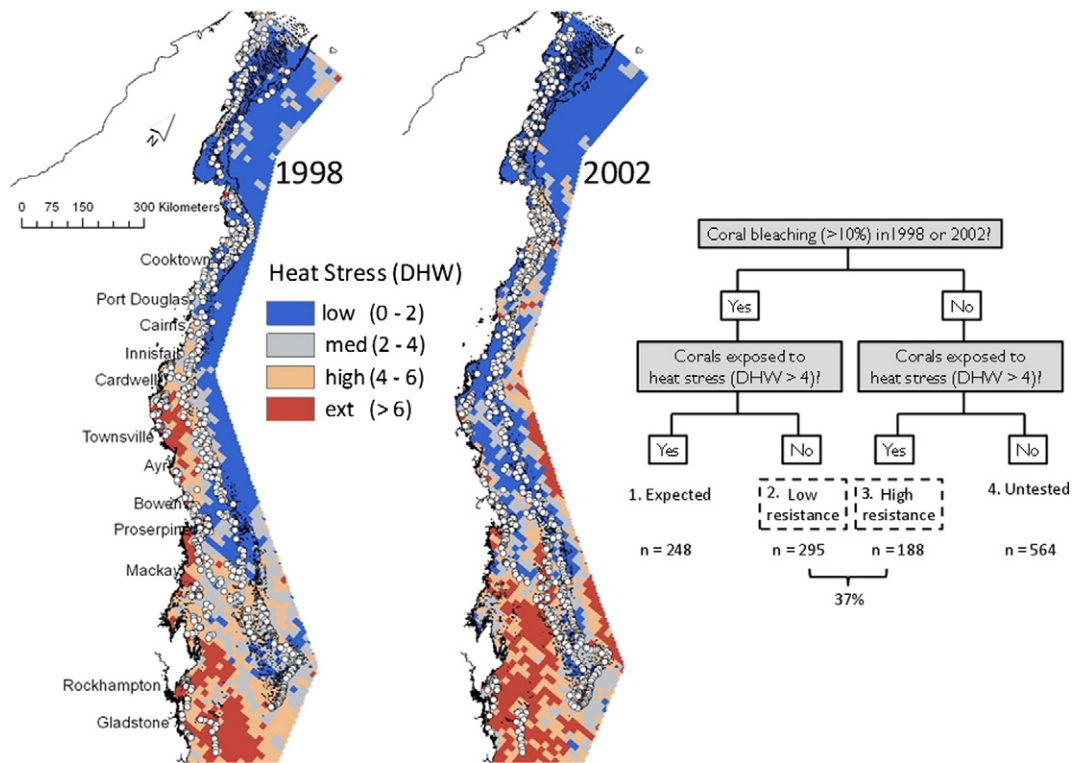 1998
2002
N
0 75 150 300 Kilometers
Cooktown
Port Douglas
Cairns
Innisfail
Cardwell
Townsville
Ayr
Bowen
Proserpine
Mackay
Rockhampton
Gladstone
Heat Stress (DHW)
low (0 - 2)
med (2 - 4)
high (4 - 6)
ext (> 6)
Coral bleaching (>10%) in1998 or 2002?
Yes
No
Corals exposed to
heat stress (DHW > 4)?
Corals exposed to
heat stress (DHW > 4)?
Yes
No
Yes
No
1. Expected
2. Low
resistance
3. High
resistance
4. Untested
n = 248
n = 295
n = 188
n = 564
37%